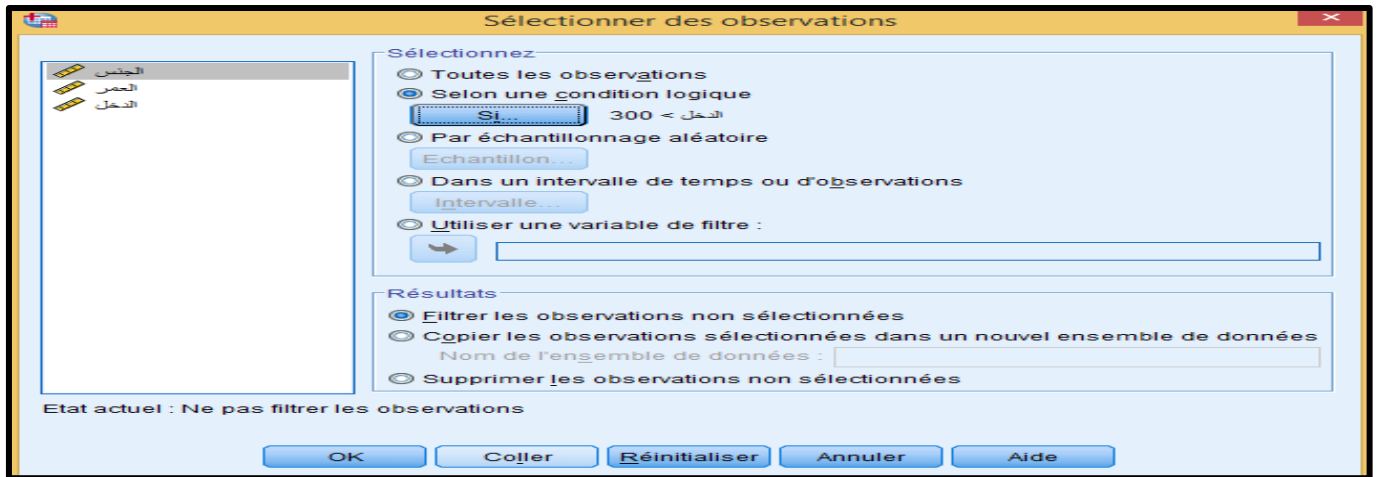 Sélectionner des observations
الجنس
العمر
الدخل
Sélectionnez
Toutes les observations
Selon une condition logique
Si... الدخل > 300
Par échantillonnage aléatoire
Echantillon...
Dans un intervalle de temps ou d'observations
Intervalle...
Utiliser une variable de filtre :
Résultats
Filtrer les observations non sélectionnées
Copier les observations sélectionnées dans un nouvel ensemble de données
Nom de l'ensemble de données :
Supprimer les observations non sélectionnées
Etat actuel : Ne pas filtrer les observations
OK Coller Réinitialiser Annuler Aide